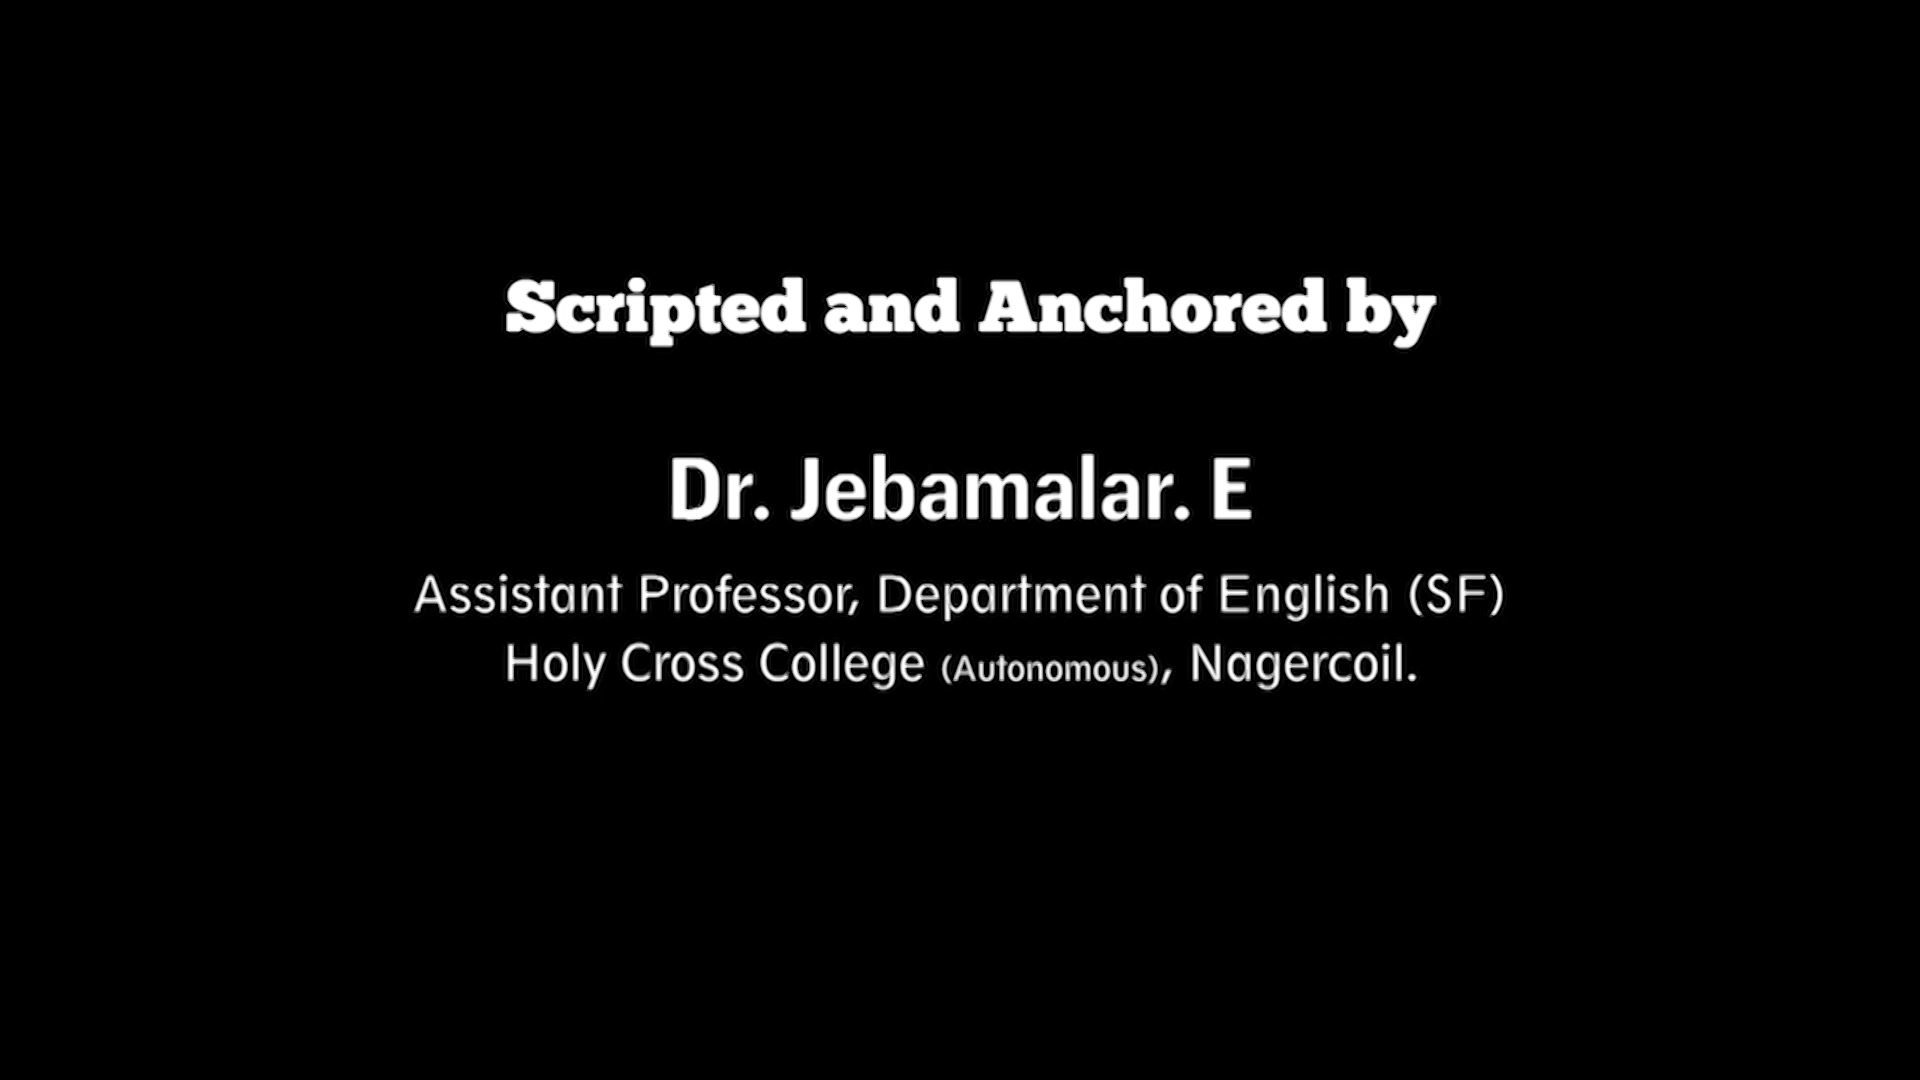 Scripted and Anchored by
Dr. Jebamalar. E
Assistant Professor, Department of English (SF)
Holy Cross College (Autonomous), Nagercoil.